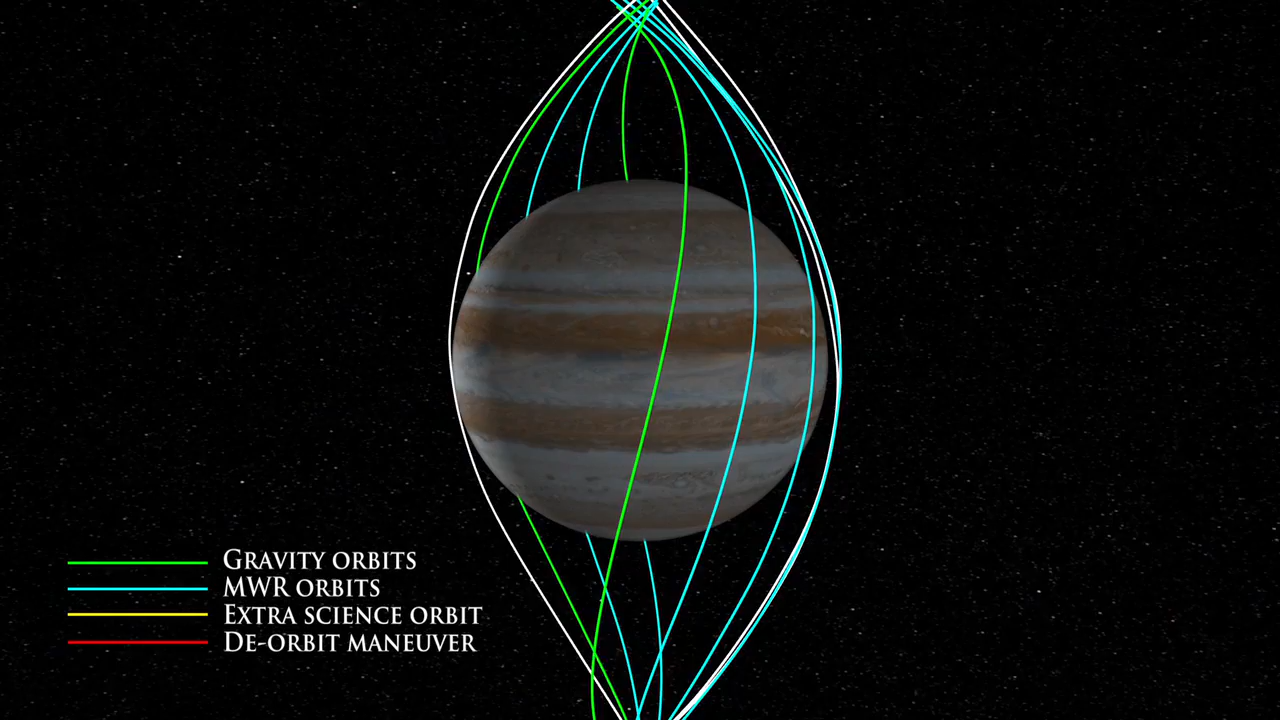 Gravity orbits
MWR orbits
Extra science orbit
De-orbit maneuver